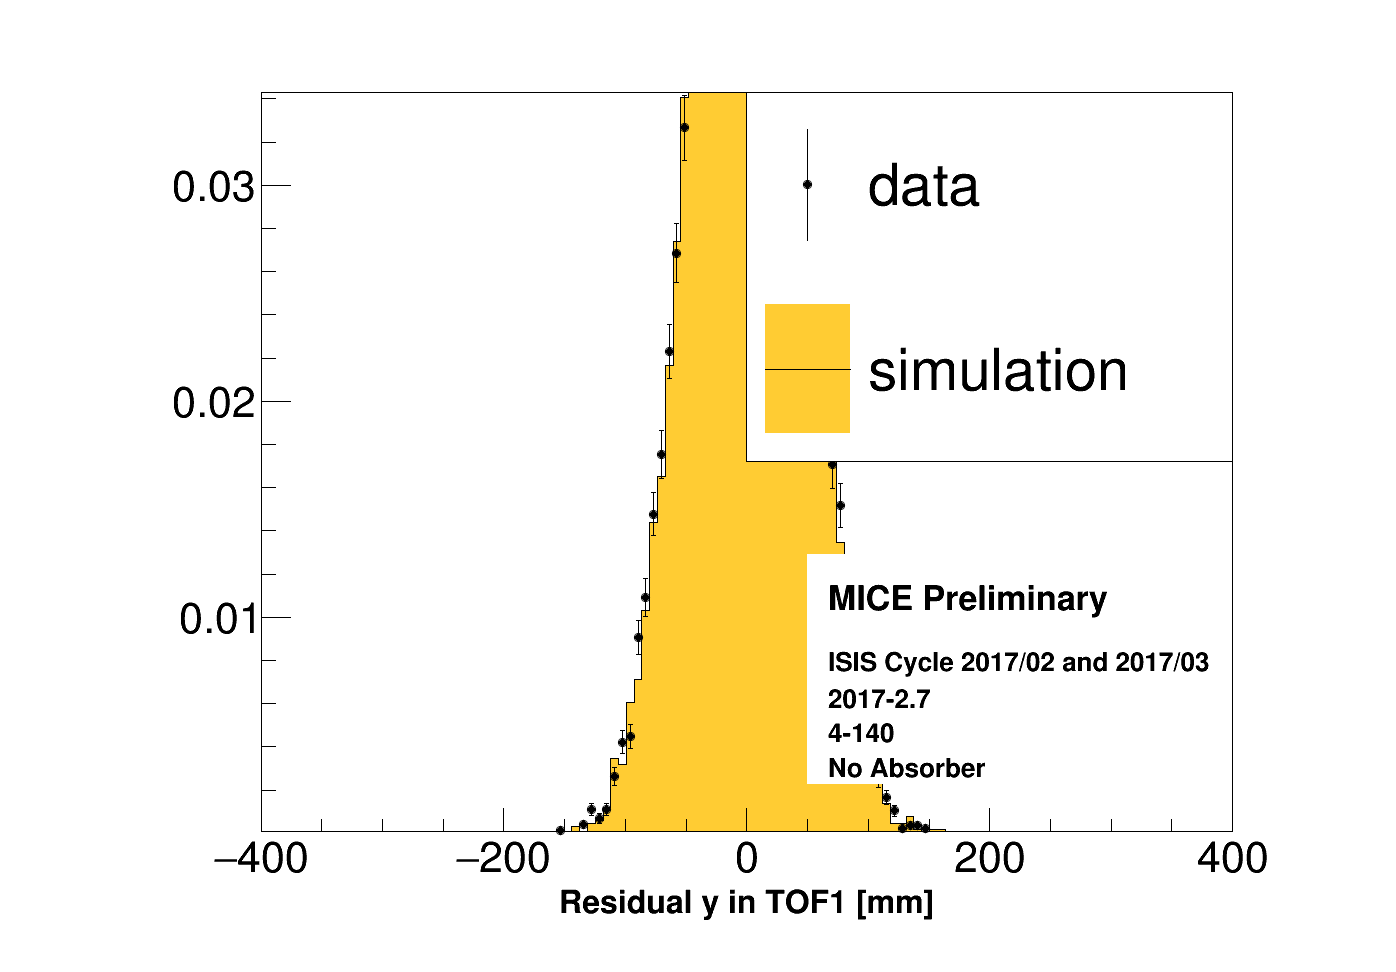 0.03
0.02
0.01
data
simulation
MICE Preliminary
ISIS Cycle 2017/02 and 2017/03
2017-2.7
4-140
No Absorber
−400 −200 0 200 400
Residual y in TOF1 [mm]